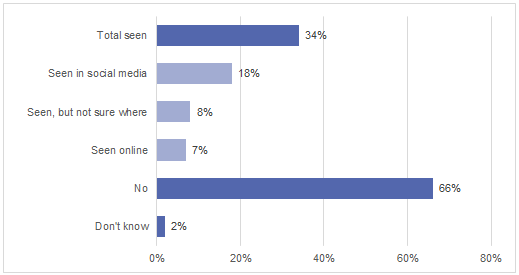 Total seen 34%
Seen in social media 18%
Seen, but not sure where 8%
Seen online 7%
No 66%
Don't know 2%
0% 20% 40% 60% 80%